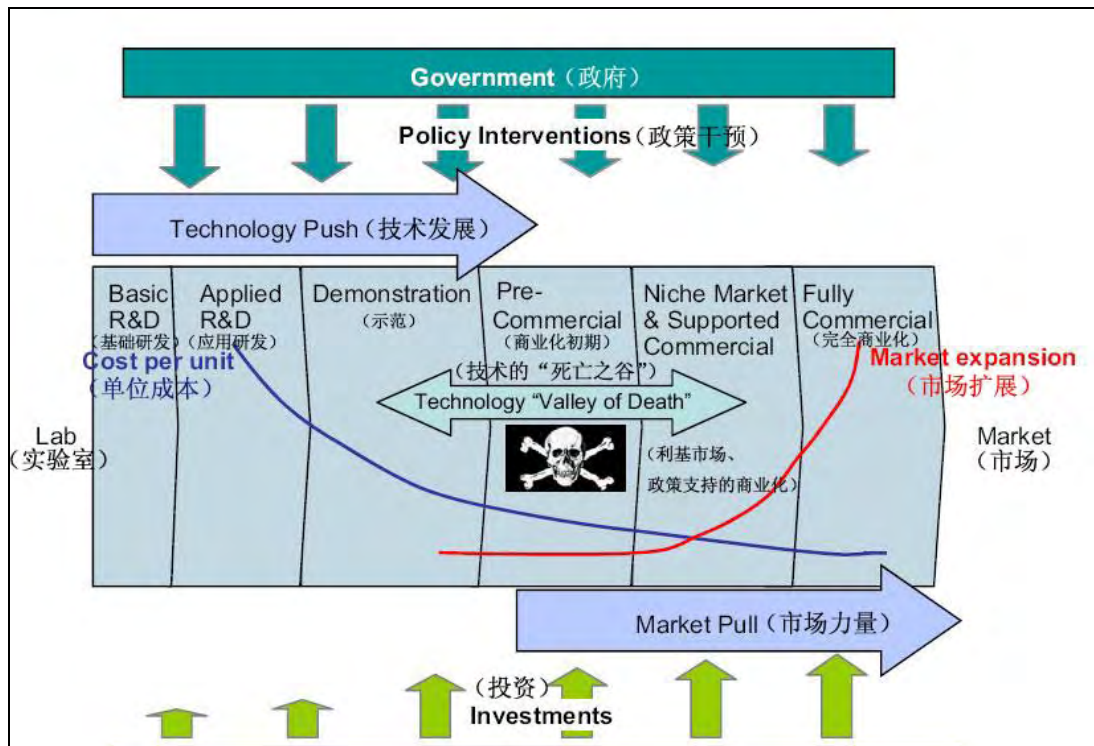 Government（政府）
Policy Interventions（政策干预）
Technology Push（技术发展）
Basic
R&D
（基础研发）
Applied
R&D
（应用研发）
Demonstration
（示范）
Pre-
Commercial
（商业化初期）
Niche Market
& Supported
Commercial
Fully
Commercial
（完全商业化）
Cost per unit
（单位成本）
Market expansion
（市场扩展）
（技术的“死亡之谷”）
Technology “Valley of Death”
Lab
（实验室）
（利基市场、
政策支持的商业化）
Market
（市场）
Market Pull（市场力量）
（投资）
Investments